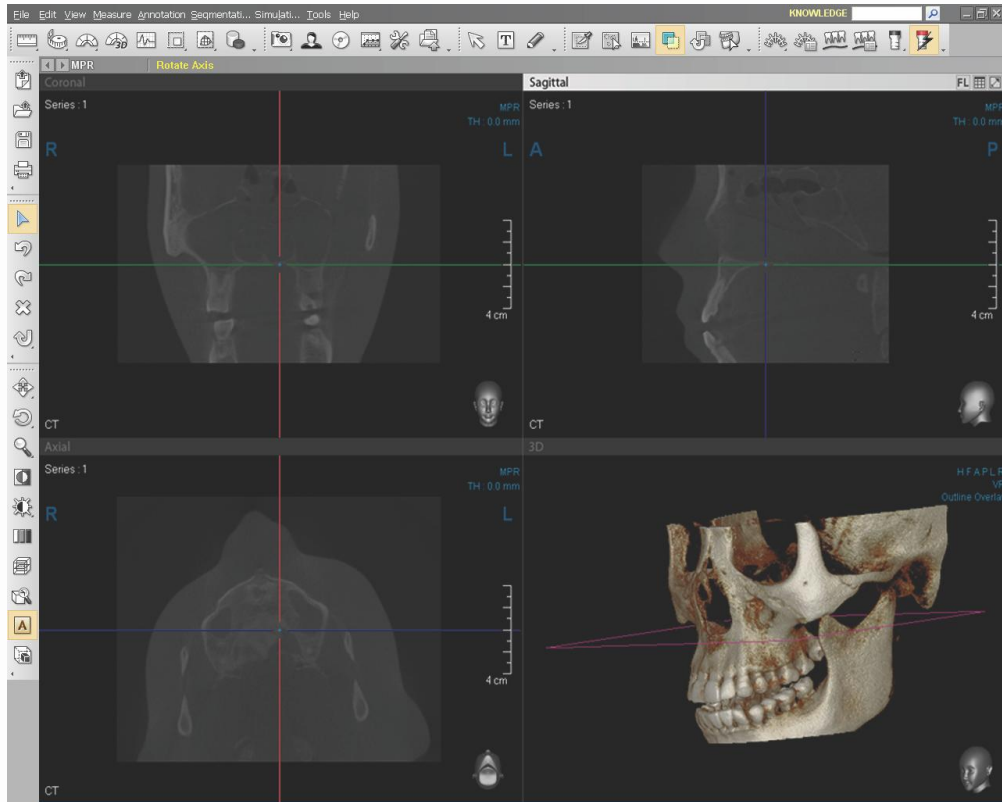 File Edit View Measure Annotation Segmentati... Simulati... Tools Help
KNOWLEDGE
3D
T
MPR Rotate Axis
Coronal
Series : 1
MPR
TH : 0.0 mm
R L
4 cm
CT
Sagittal FL
Series : 1
MPR
TH : 0.0 mm
A P
4 cm
CT
Axial
Series : 1
MPR
TH : 0.0 mm
R L
4 cm
CT
3D
H F A P L R
VR
Outline Overlay
A